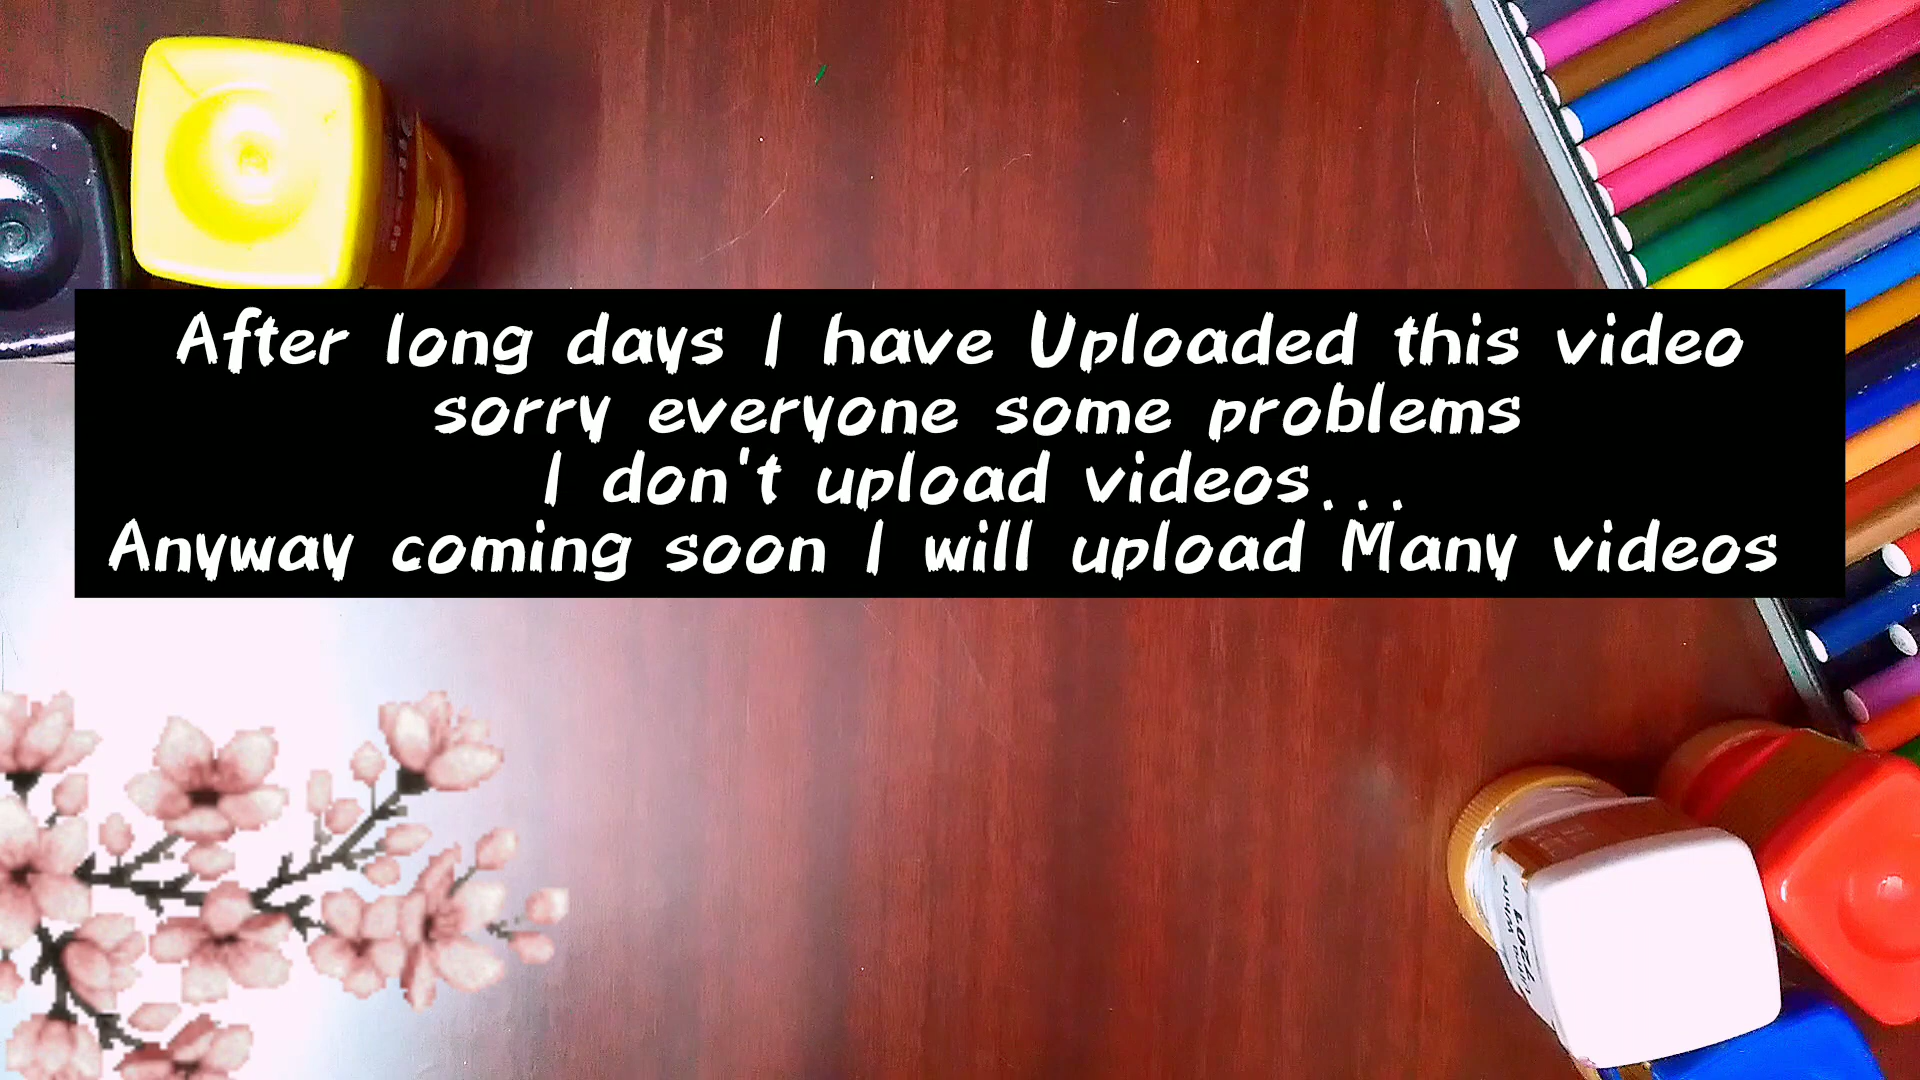 After long days I have Uploaded this video
sorry everyone some problems
I don't upload videos...
Anyway coming soon I will upload Many videos
White